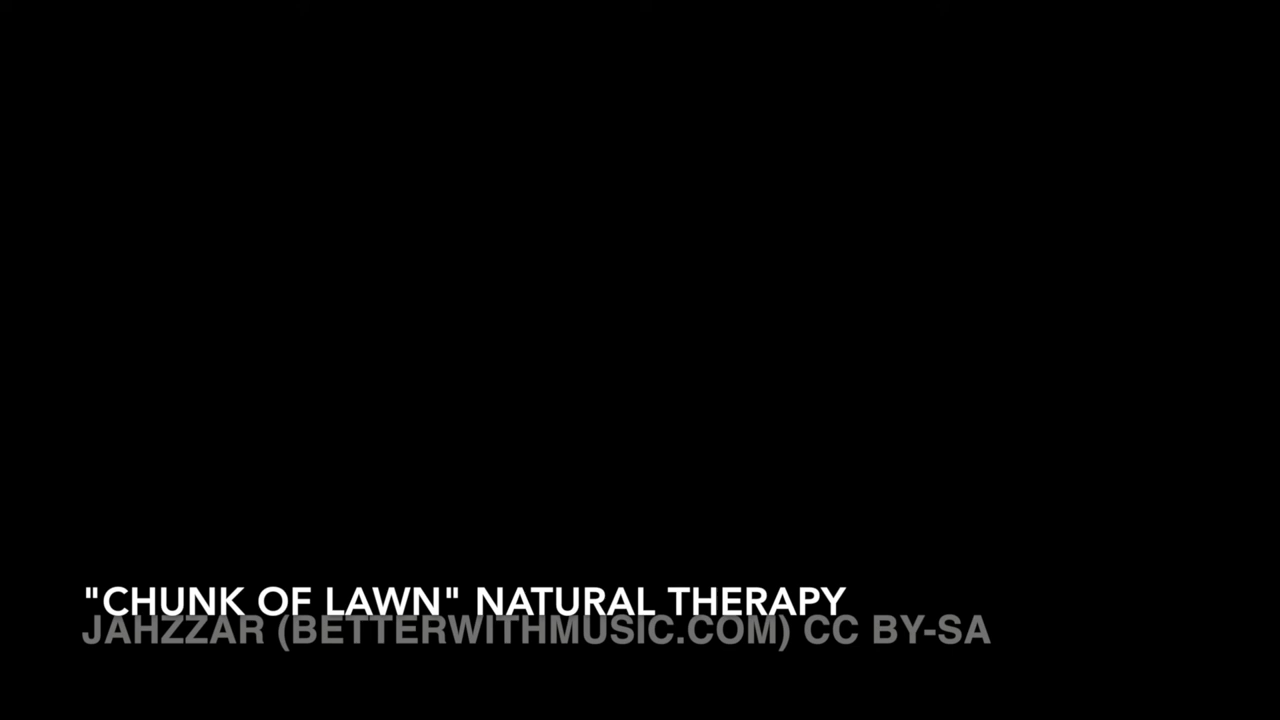 "CHUNK OF LAWN" NATURAL THERAPY
JAHZZAR (BETTERWITHMUSIC.COM) CC BY-SA